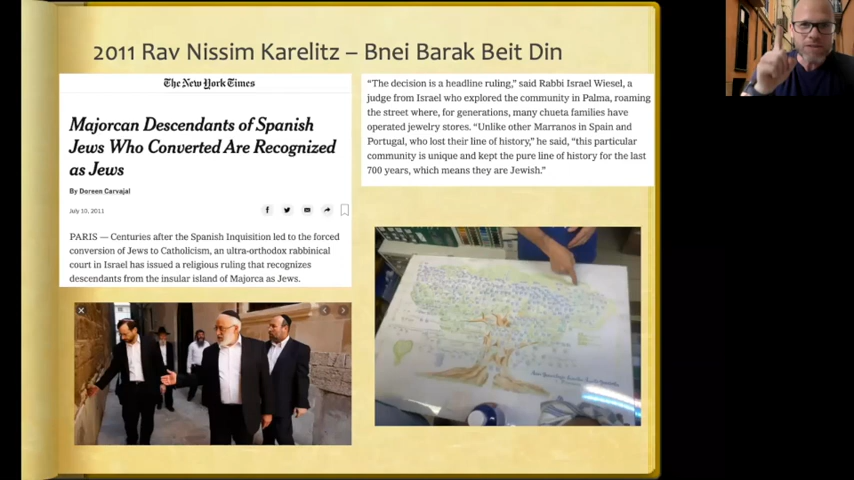 2011 Rav Nissim Karelitz – Bnei Barak Beit Din
The New York Times
Majorcan Descendants of Spanish
Jews Who Converted Are Recognized
as Jews
By Doreen Carvajal
July 10, 2011
PARIS — Centuries after the Spanish Inquisition led to the forced
conversion of Jews to Catholicism, an ultra-orthodox rabbinical
court in Israel has issued a religious ruling that recognizes
descendants from the insular island of Majorca as Jews.
“The decision is a headline ruling,” said Rabbi Israel Wiesel, a
judge from Israel who explored the community in Palma, roaming
the street where, for generations, many chueta families have
operated jewelry stores. “Unlike other Marranos in Spain and
Portugal, who lost their line of history,” he said, “this particular
community is unique and kept the pure line of history for the last
700 years, which means they are Jewish.”